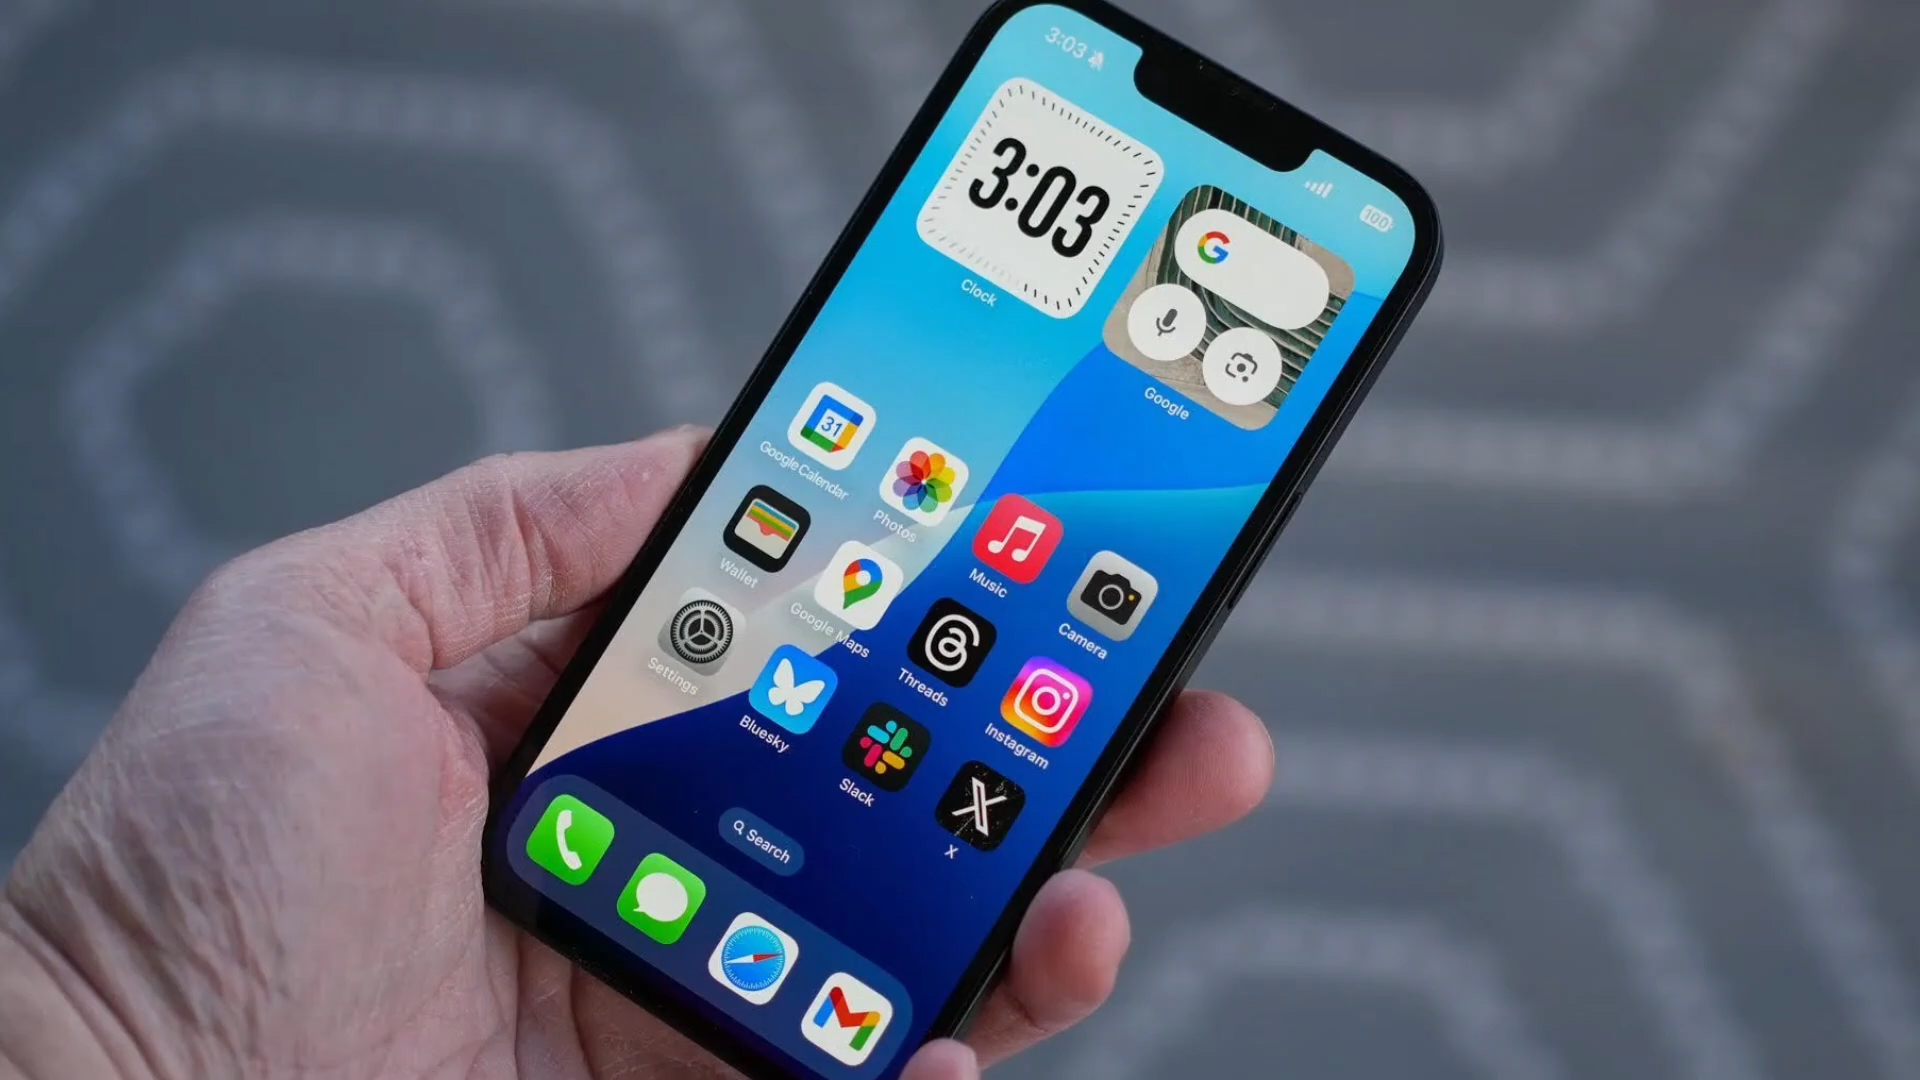 3:03
100
3:03
Clock
G
Google
31
Google Calendar
Photos
Music
Camera
Wallet
Google Maps
Threads
Instagram
Settings
Bluesky
Slack
X
X
Search